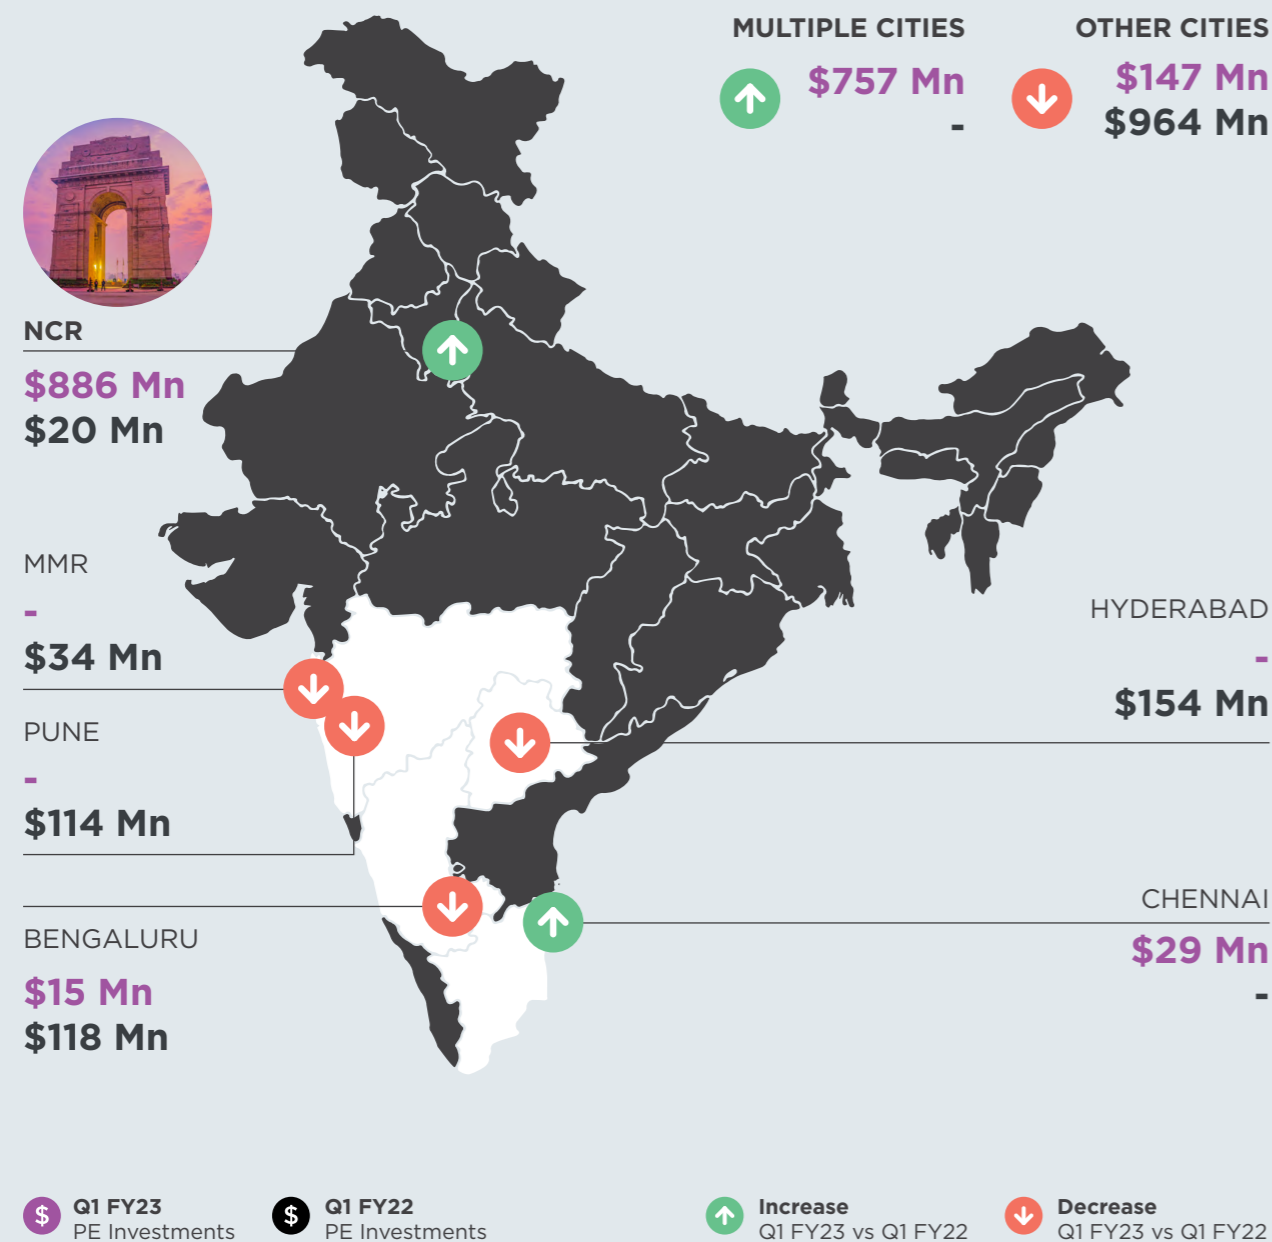 MULTIPLE CITIES
$757 Mn
-
OTHER CITIES
$147 Mn
$964 Mn
NCR
$886 Mn
$20 Mn
MMR
-
$34 Mn
PUNE
-
$114 Mn
BENGALURU
$15 Mn
$118 Mn
HYDERABAD
-
$154 Mn
CHENNAI
$29 Mn
-
$
Q1 FY23
PE Investments
$
Q1 FY22
PE Investments
Increase
Q1 FY23 vs Q1 FY22
Decrease
Q1 FY23 vs Q1 FY22